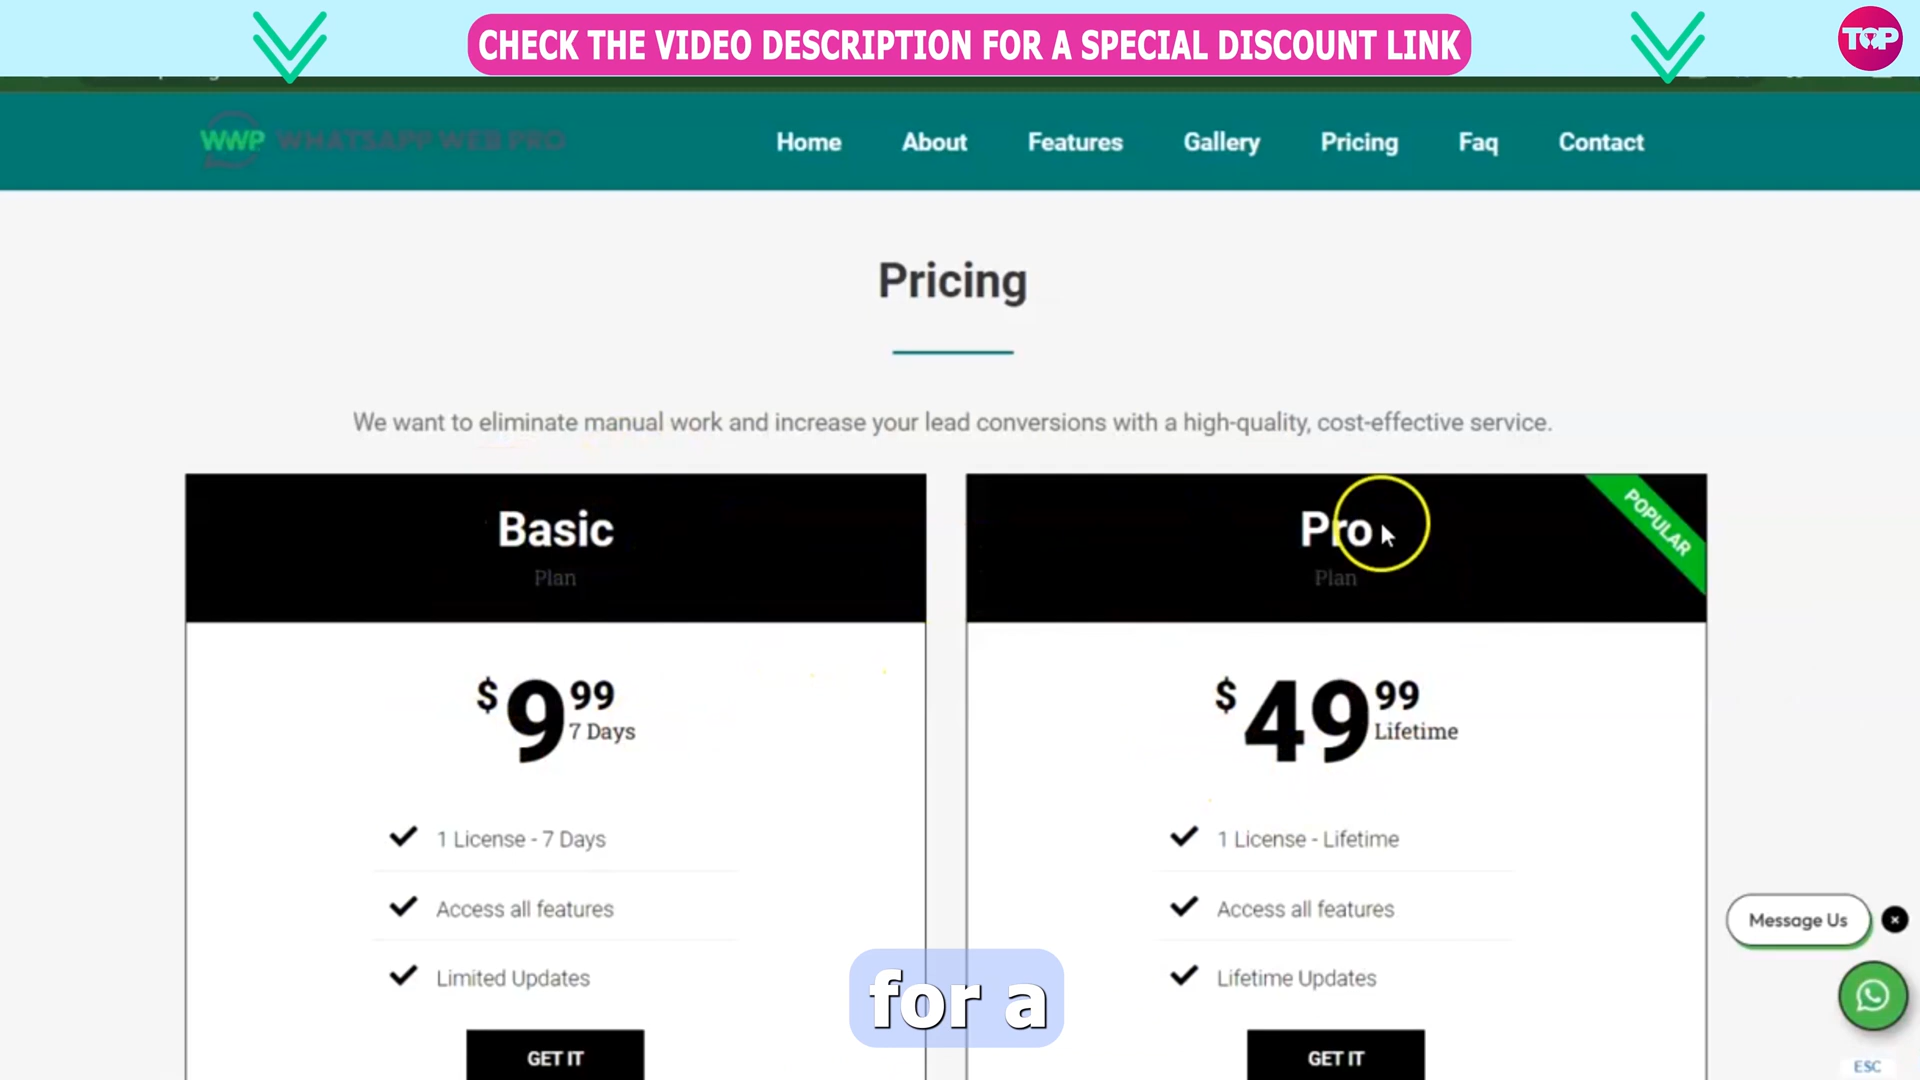 CHECK THE VIDEO DESCRIPTION FOR A SPECIAL DISCOUNT LINK
TOP
WWP WHATSAPP WEB PRO
Home About Features Gallery Pricing Faq Contact
Pricing
We want to eliminate manual work and increase your lead conversions with a high-quality, cost-effective service.
Basic
Plan
$9 99
7 Days
1 License - 7 Days
Access all features
Limited Updates
GET IT
Pro
Plan
POPULAR
$49 99
Lifetime
1 License - Lifetime
Access all features
Lifetime Updates
GET IT
for a
Message Us
ESC